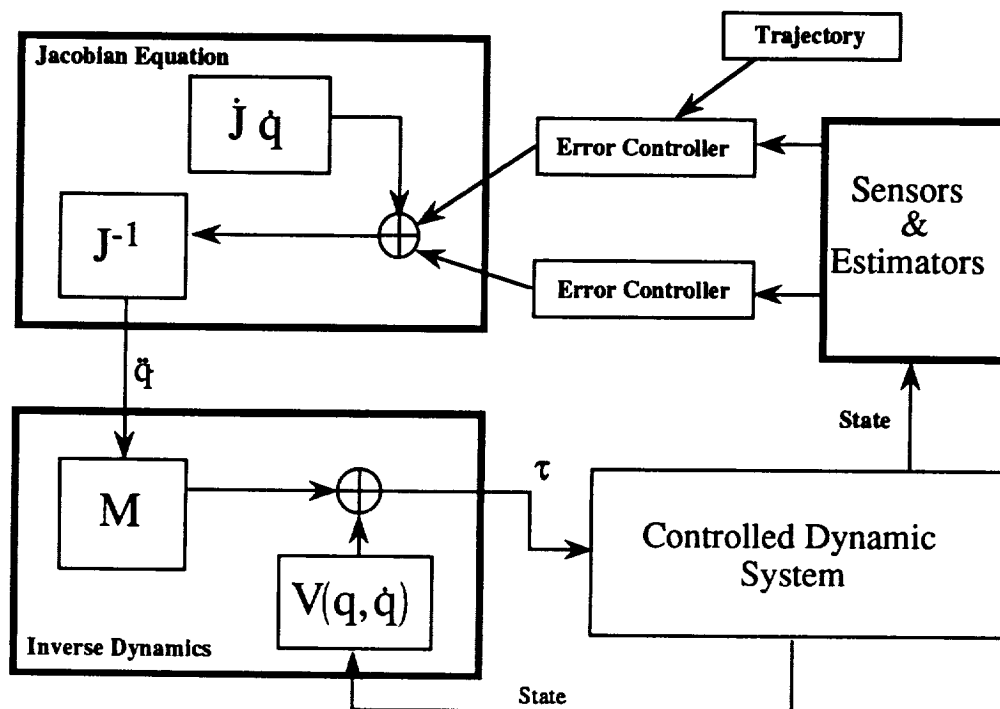 Trajectory
Jacobian Equation
J̇ q̇
Error Controller
Sensors
&
Estimators
J⁻¹
Error Controller
q̈
State
τ
M
Controlled Dynamic
System
V(q, q̇)
Inverse Dynamics
State